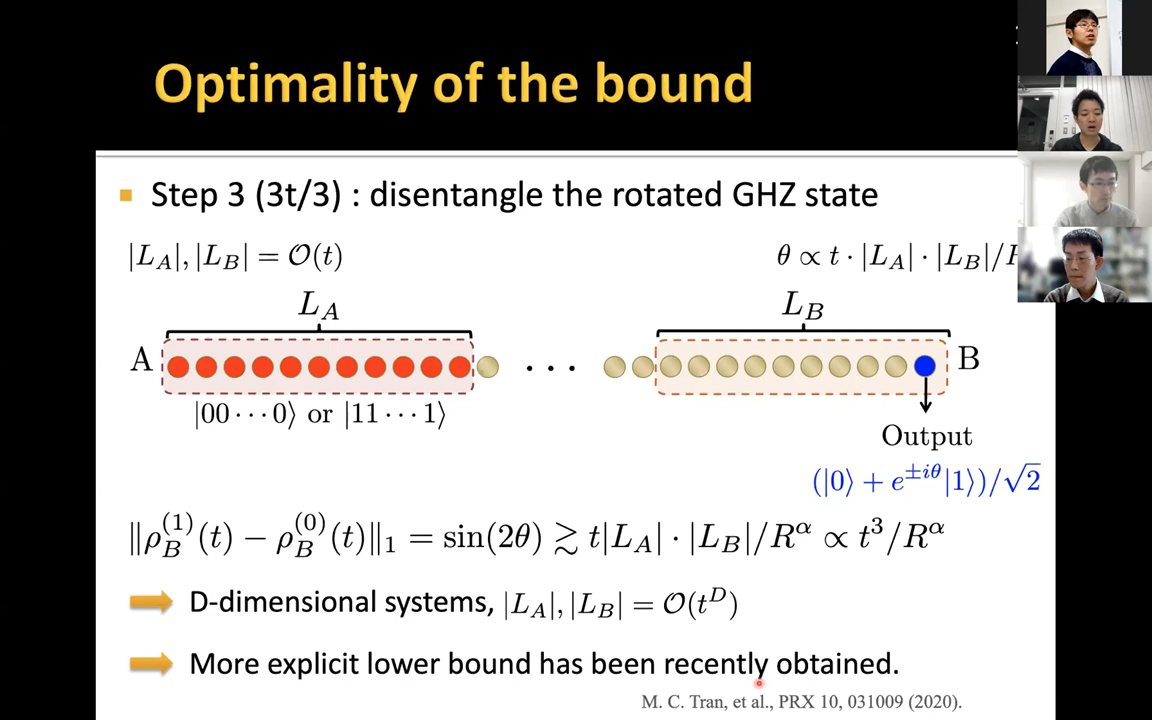 Optimality of the bound
Step 3 (3t/3) : disentangle the rotated GHZ state
|L_A|, |L_B| = 𝒪(t)
θ ∝ t · |L_A| · |L_B|/
L_A
L_B
A
· · ·
B
|00 · · · 0⟩ or |11 · · · 1⟩
Output
(|0⟩ + e^{±iθ}|1⟩)/√2
‖ρ_B^{(1)}(t) − ρ_B^{(0)}(t)‖_1 = sin(2θ) ≳ t|L_A| · |L_B|/R^α ∝ t^3/R^α
D-dimensional systems, |L_A|, |L_B| = 𝒪(t^D)
More explicit lower bound has been recently obtained.
M. C. Tran, et al., PRX 10, 031009 (2020).